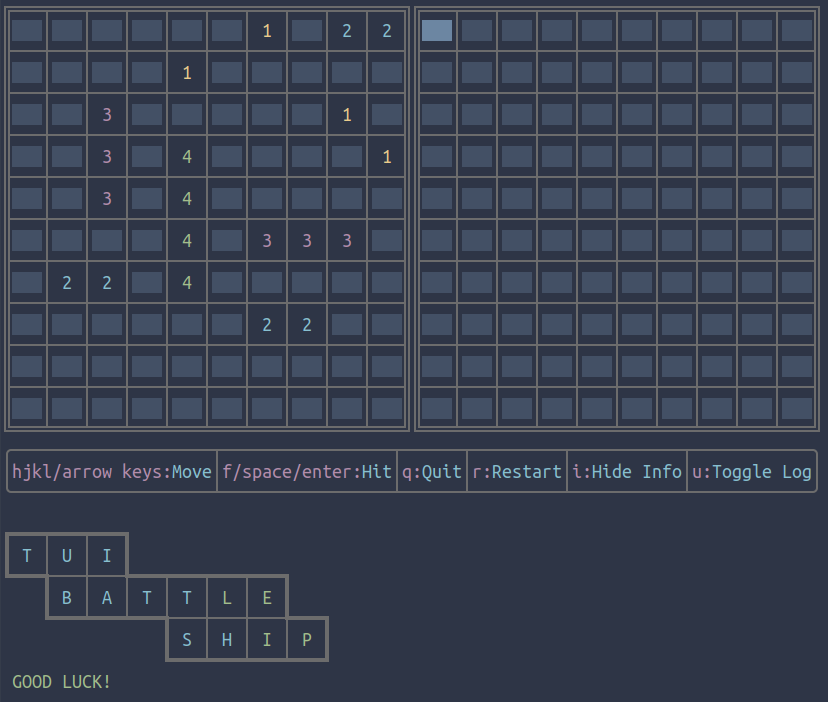 1 2 2
1
3 1
3 4 1
3 4
4 3 3 3
2 2 4
2 2
hjkl/arrow keys:Move f/space/enter:Hit q:Quit r:Restart i:Hide Info u:Toggle Log
T U I
B A T T L E
S H I P
GOOD LUCK!